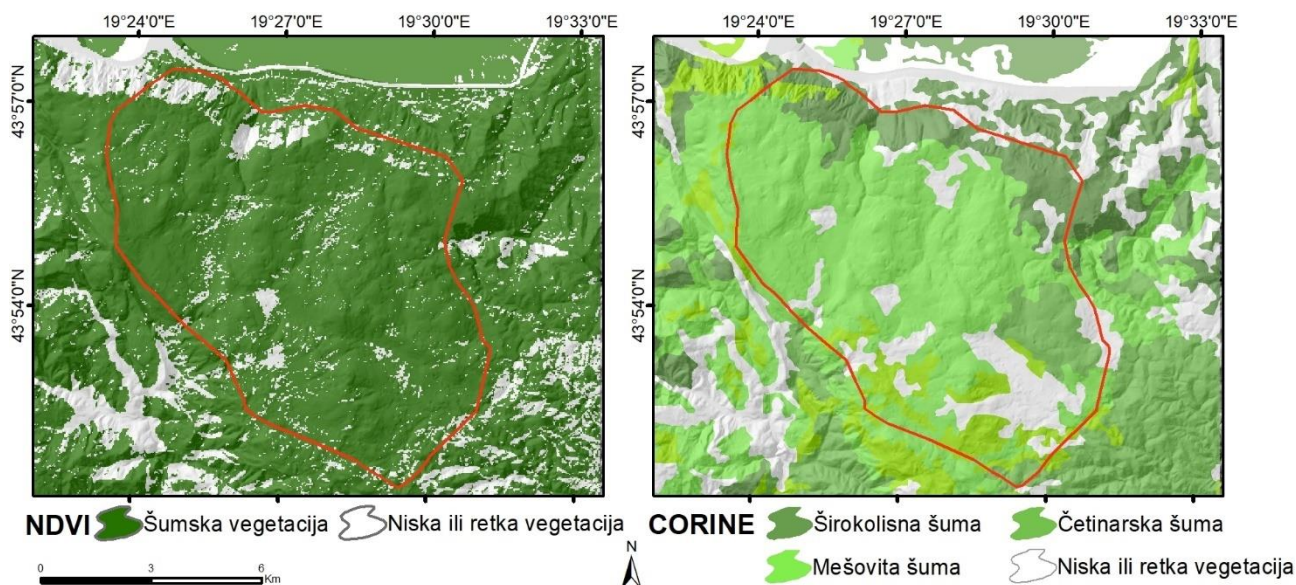 19°24'0"E 19°27'0"E 19°30'0"E 19°33'0"E
19°24'0"E 19°27'0"E 19°30'0"E 19°33'0"E
43°57'0"N
43°54'0"N
43°57'0"N
43°54'0"N
NDVI Šumska vegetacija Niska ili retka vegetacija
0 3 6
Km
N
CORINE Širokolisna šuma Četinarska šuma
Mešovita šuma Niska ili retka vegetacija